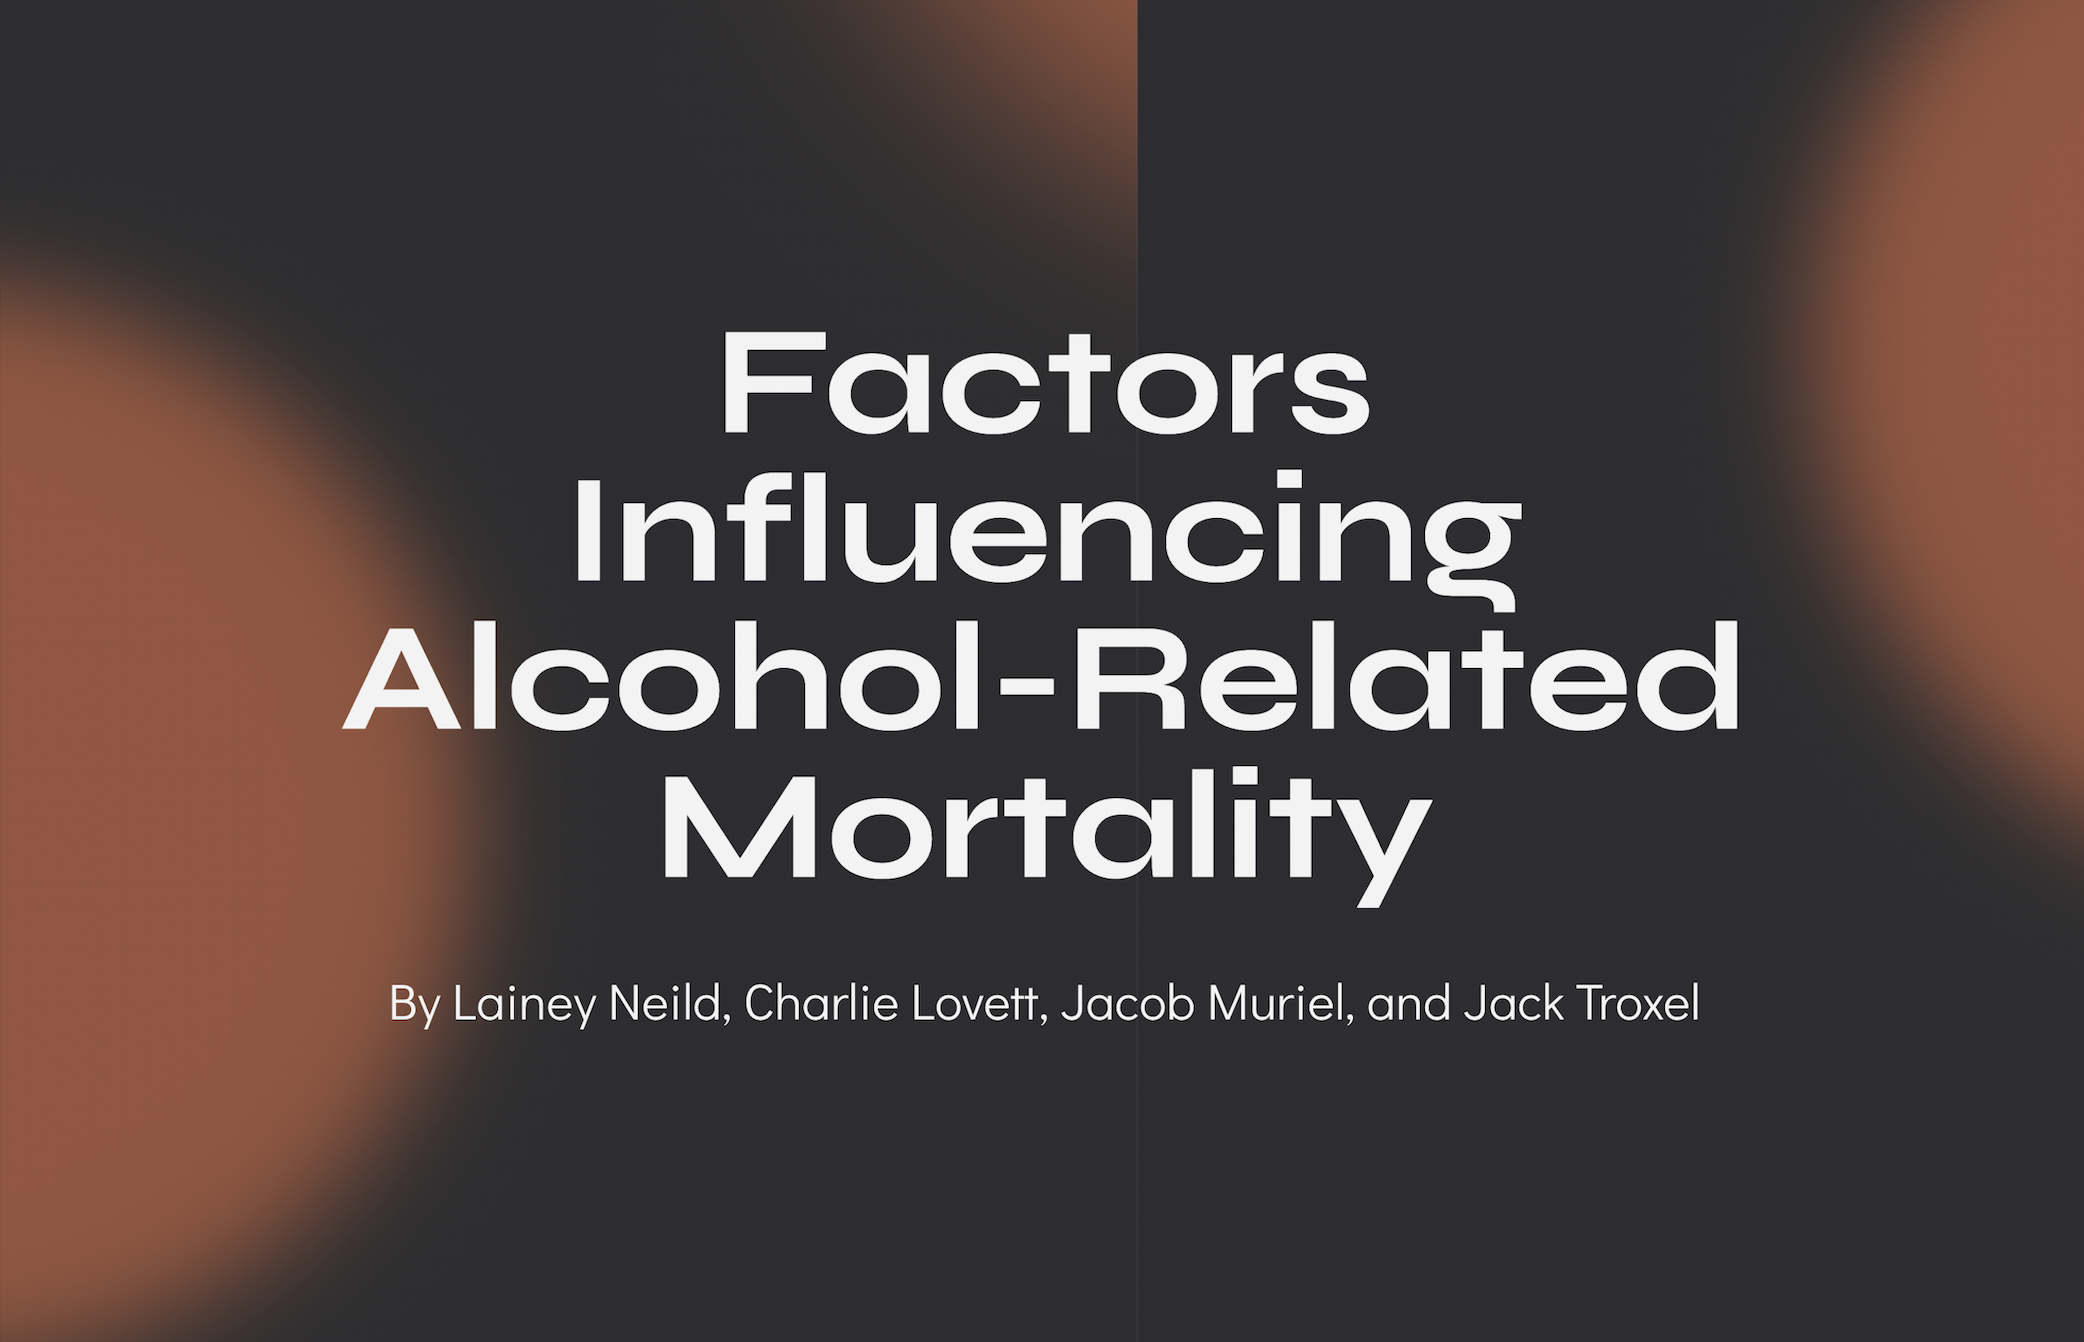 Factors
Influencing
Alcohol-Related
Mortality
By Lainey Neild, Charlie Lovett, Jacob Muriel, and Jack Troxel